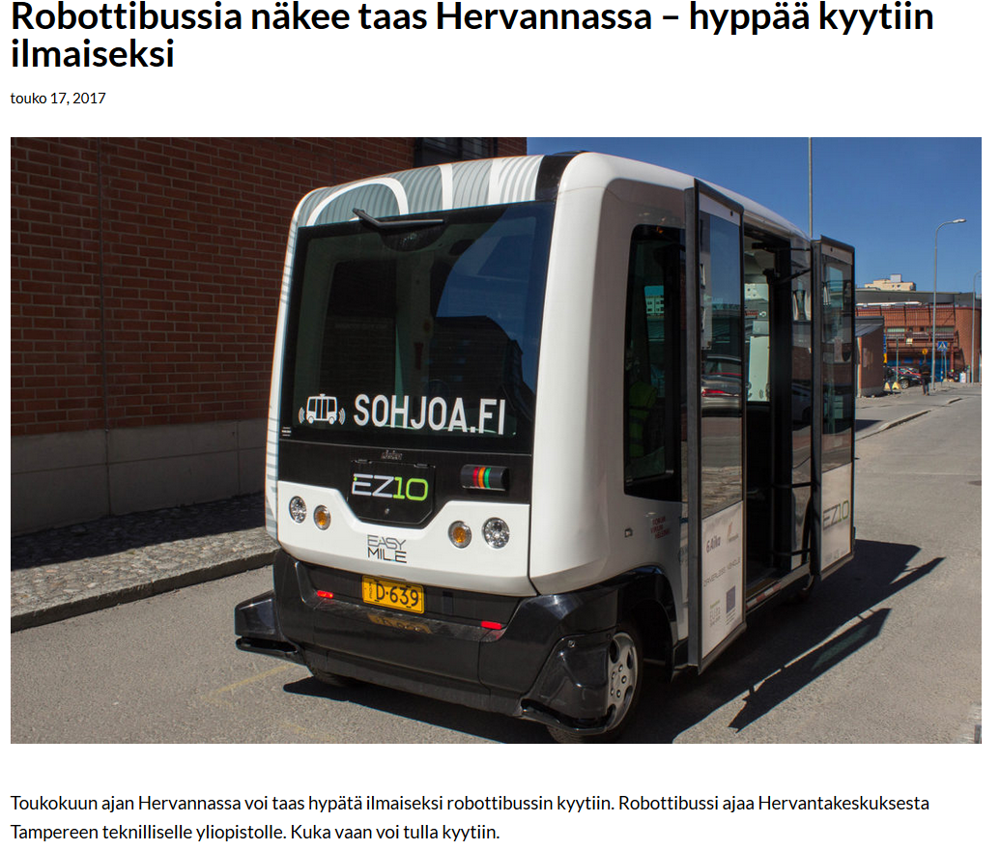 Robottibussia näkee taas Hervannassa – hyppää kyytiin
ilmaiseksi
touko 17, 2017
SOHJOA.FI
EZ10
EASY
MILE
D-639
EZ10
6Aika
Toukokuun ajan Hervannassa voi taas hypätä ilmaiseksi robottibussin kyytiin. Robottibussi ajaa Hervantakeskuksesta
Tampereen teknilliselle yliopistolle. Kuka vaan voi tulla kyytiin.